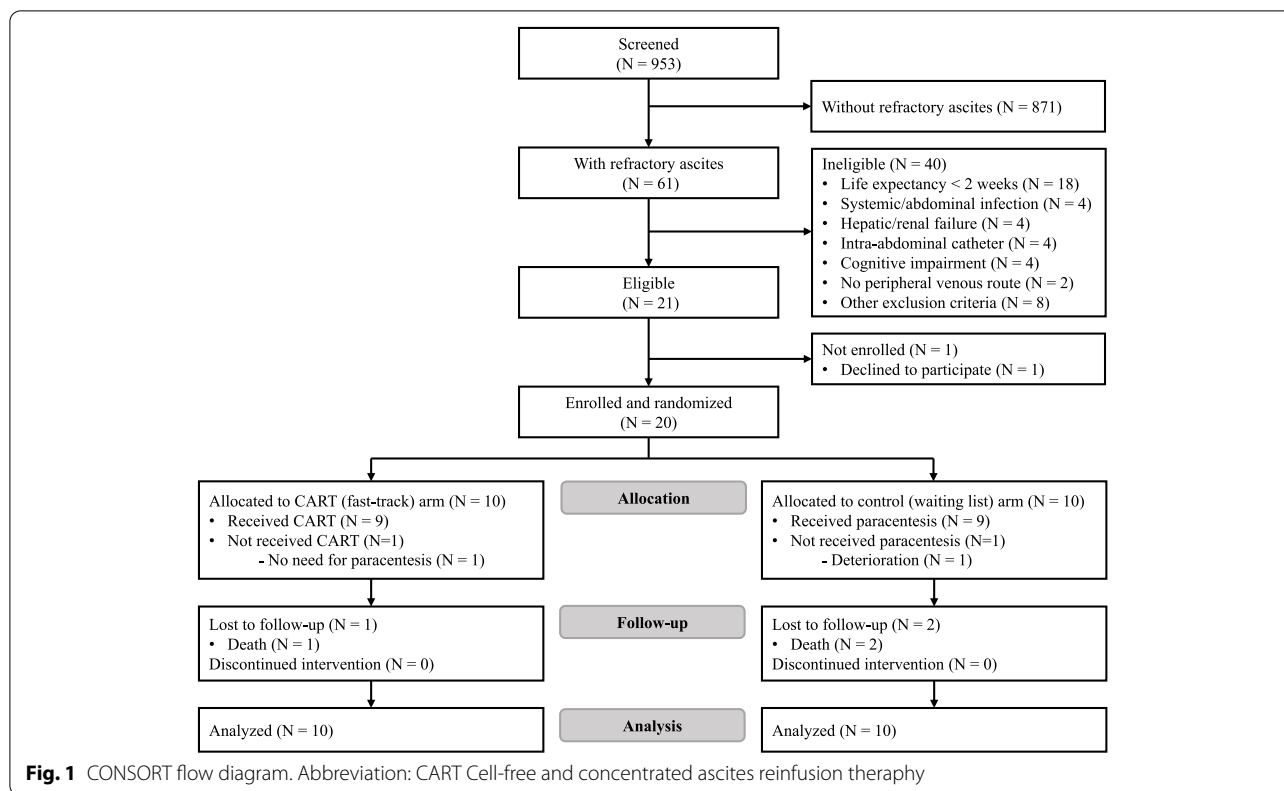 Screened
(N = 953)
Without refractory ascites (N = 871)
With refractory ascites
(N = 61)
Ineligible (N = 40)
• Life expectancy < 2 weeks (N = 18)
• Systemic/abdominal infection (N = 4)
• Hepatic/renal failure (N = 4)
• Intra-abdominal catheter (N = 4)
• Cognitive impairment (N = 4)
• No peripheral venous route (N = 2)
• Other exclusion criteria (N = 8)
Eligible
(N = 21)
Not enrolled (N = 1)
• Declined to participate (N = 1)
Enrolled and randomized
(N = 20)
Allocated to CART (fast-track) arm (N = 10)
• Received CART (N = 9)
• Not received CART (N=1)
- No need for paracentesis (N = 1)
Allocation
Allocated to control (waiting list) arm (N = 10)
• Received paracentesis (N = 9)
• Not received paracentesis (N=1)
- Deterioration (N = 1)
Lost to follow-up (N = 1)
• Death (N = 1)
Discontinued intervention (N = 0)
Follow-up
Lost to follow-up (N = 2)
• Death (N = 2)
Discontinued intervention (N = 0)
Analyzed (N = 10)
Analysis
Analyzed (N = 10)
Fig. 1 CONSORT flow diagram. Abbreviation: CART Cell-free and concentrated ascites reinfusion theraphy